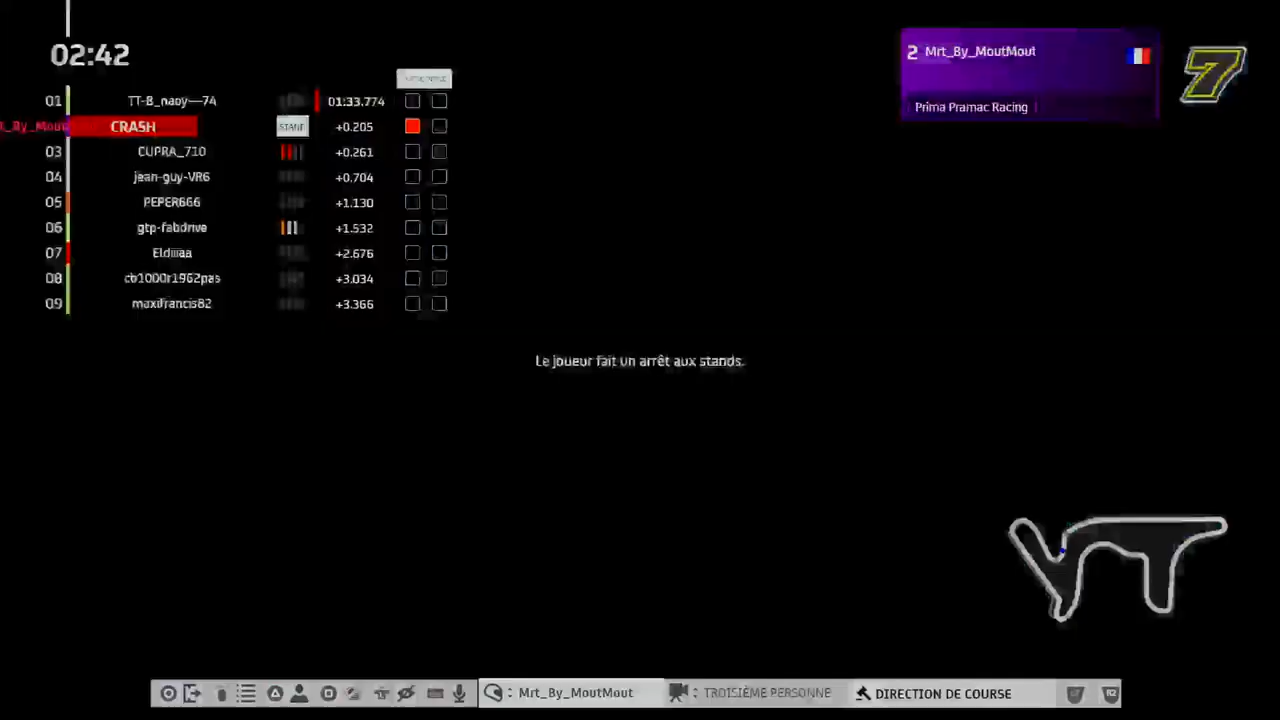 02:42
2 Mrt_By_MoutMout
7
Prima Pramac Racing
01 TT-B_naoy--74 01:33.774
CRASH STAND +0.205
03 CUPRA_710 +0.261
04 jean-guy-VR6 +0.704
05 PEPER666 +1.130
06 gtp-fabdrive +1.532
07 +2.676
08 cb1000r1962pas +3.034
09 maxifrancis82 +3.366
Le joueur fait un arrêt aux stands.
: Mrt_By_MoutMout : TROISIÈME PERSONNE DIRECTION DE COURSE R2